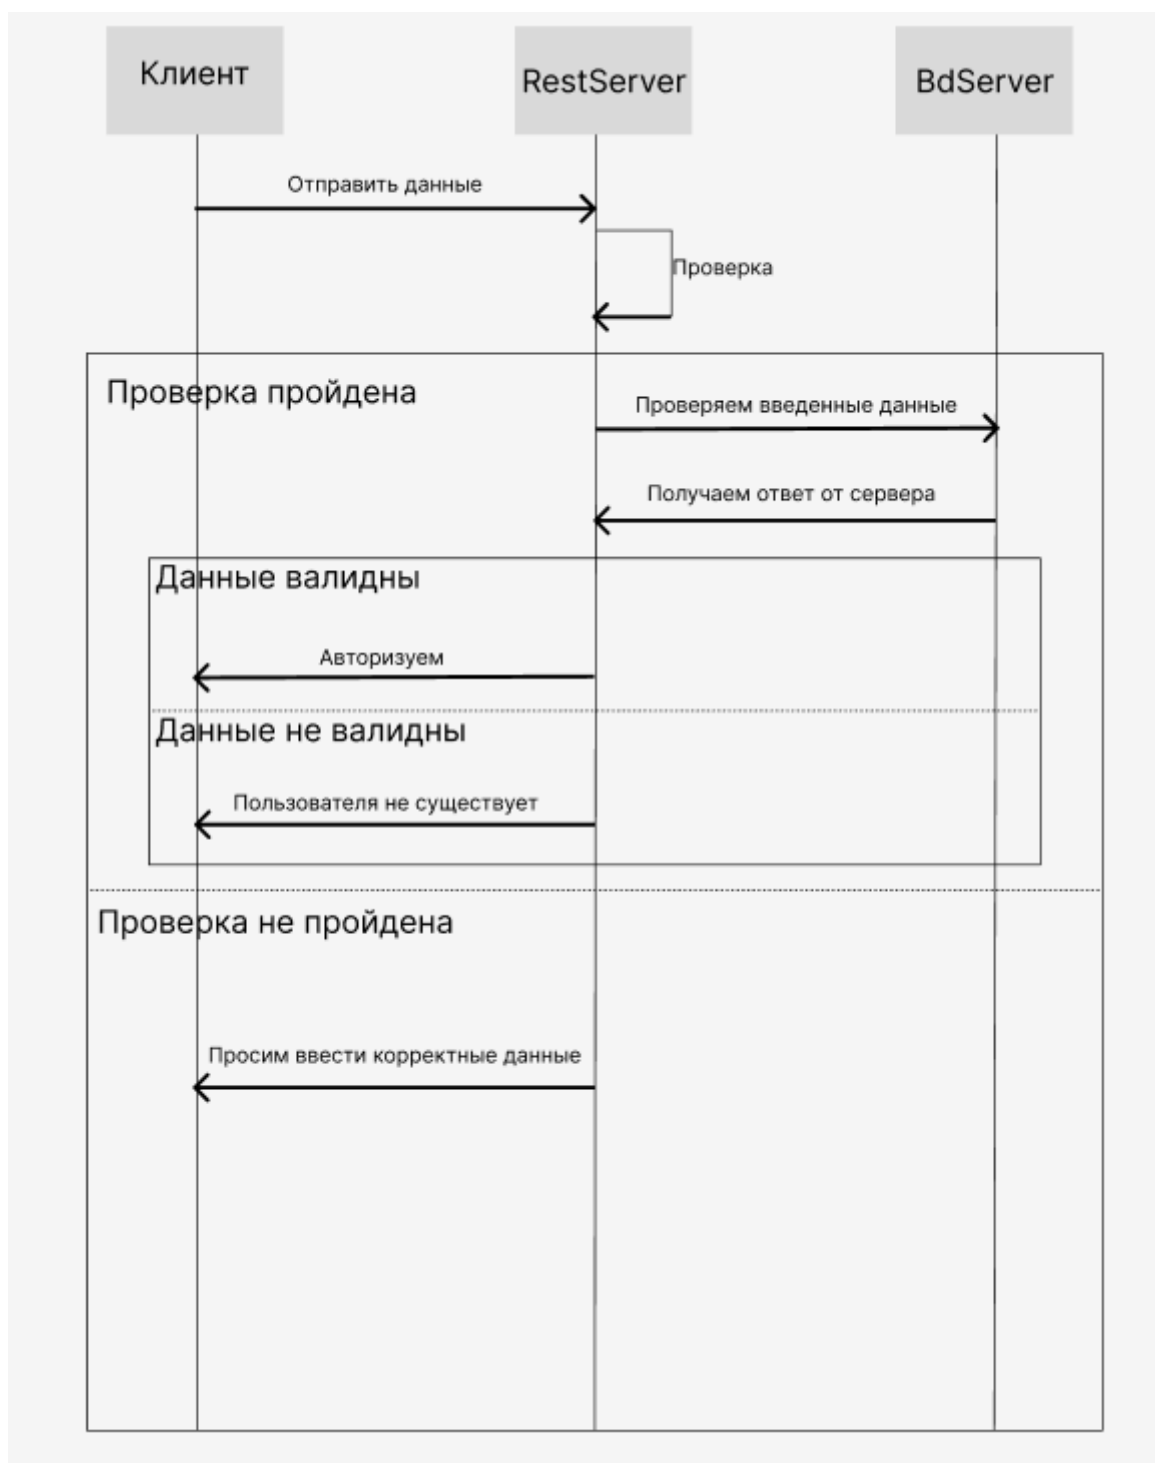 Клиент
RestServer
BdServer
Отправить данные
Проверка
Проверка пройдена
Проверяем введенные данные
Получаем ответ от сервера
Данные валидны
Авторизуем
Данные не валидны
Пользователя не существует
Проверка не пройдена
Просим ввести корректные данные